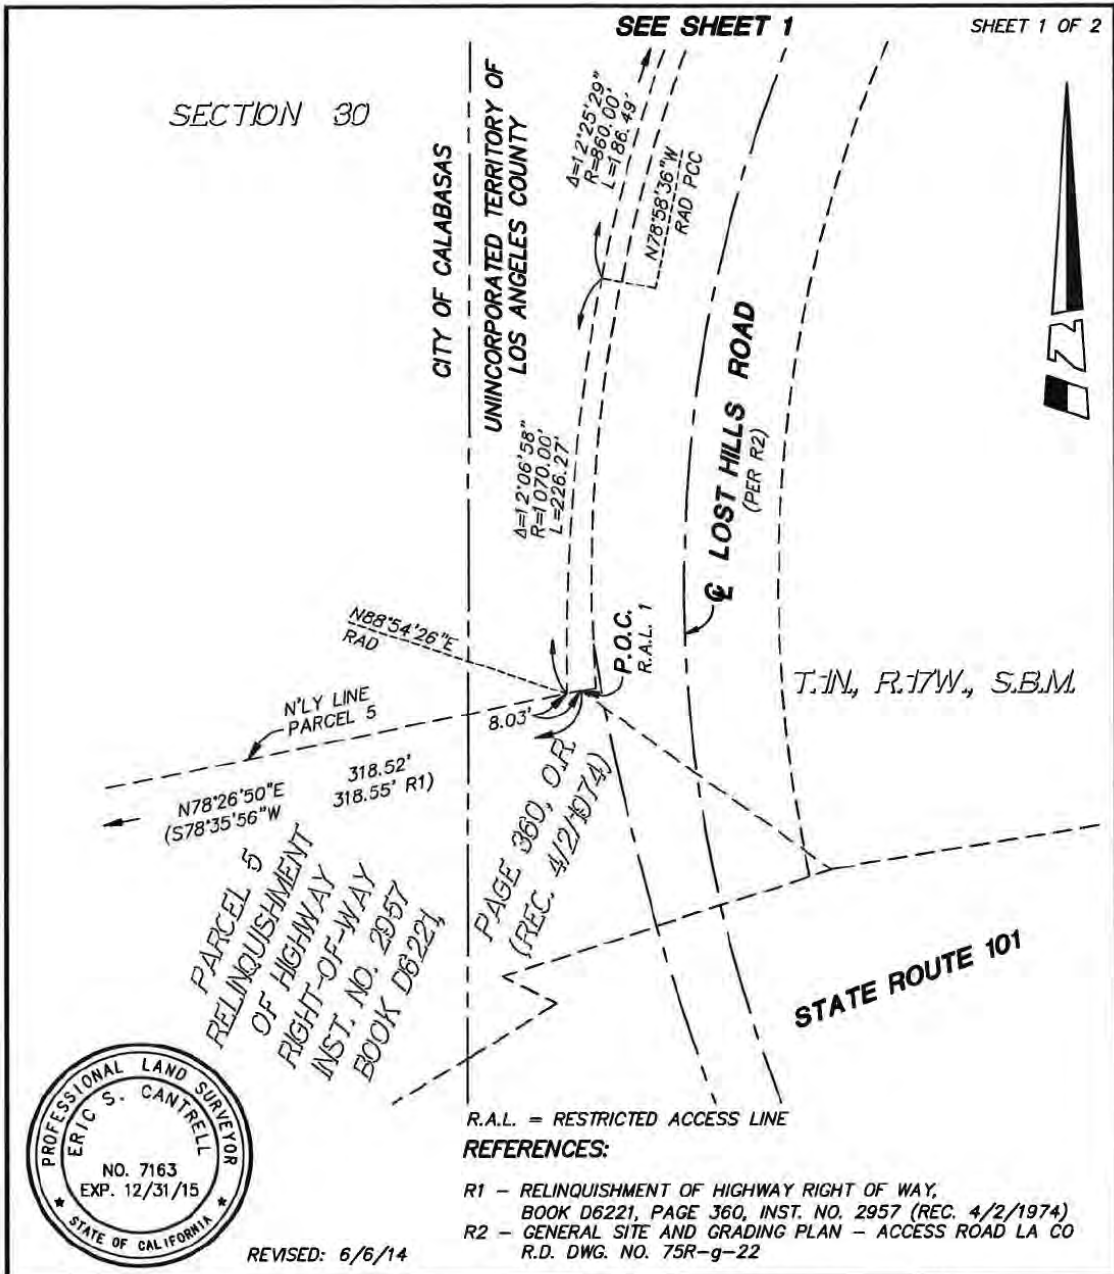 SEE SHEET 1
SHEET 1 OF 2
SECTION 30
CITY OF CALABASAS
UNINCORPORATED TERRITORY OF
LOS ANGELES COUNTY
Δ=12°25'29"
R=860.00'
L=186.49'
N78°58'36"W
RAD PCC
Δ=12°06'58"
R=1070.00'
L=226.27'
℄ LOST HILLS ROAD
(PER R2)
N88°54'26"E
RAD
P.O.C.
R.A.L. 1
N'LY LINE
PARCEL 5
8.03'
T.1N., R.17W., S.B.M.
N78°26'50"E 318.52'
(S78°35'56"W 318.55' R1)
PARCEL 5
RELINQUISHMENT
OF HIGHWAY
RIGHT-OF-WAY
INST. NO. 2957
BOOK D6221,
PAGE 360, O.R.
(REC. 4/2/1974)
STATE ROUTE 101
PROFESSIONAL LAND SURVEYOR
ERIC S. CANTRELL
NO. 7163
EXP. 12/31/15
STATE OF CALIFORNIA
R.A.L. = RESTRICTED ACCESS LINE
REFERENCES:
R1 – RELINQUISHMENT OF HIGHWAY RIGHT OF WAY,
BOOK D6221, PAGE 360, INST. NO. 2957 (REC. 4/2/1974)
R2 – GENERAL SITE AND GRADING PLAN – ACCESS ROAD LA CO
R.D. DWG. NO. 75R-g-22
REVISED: 6/6/14